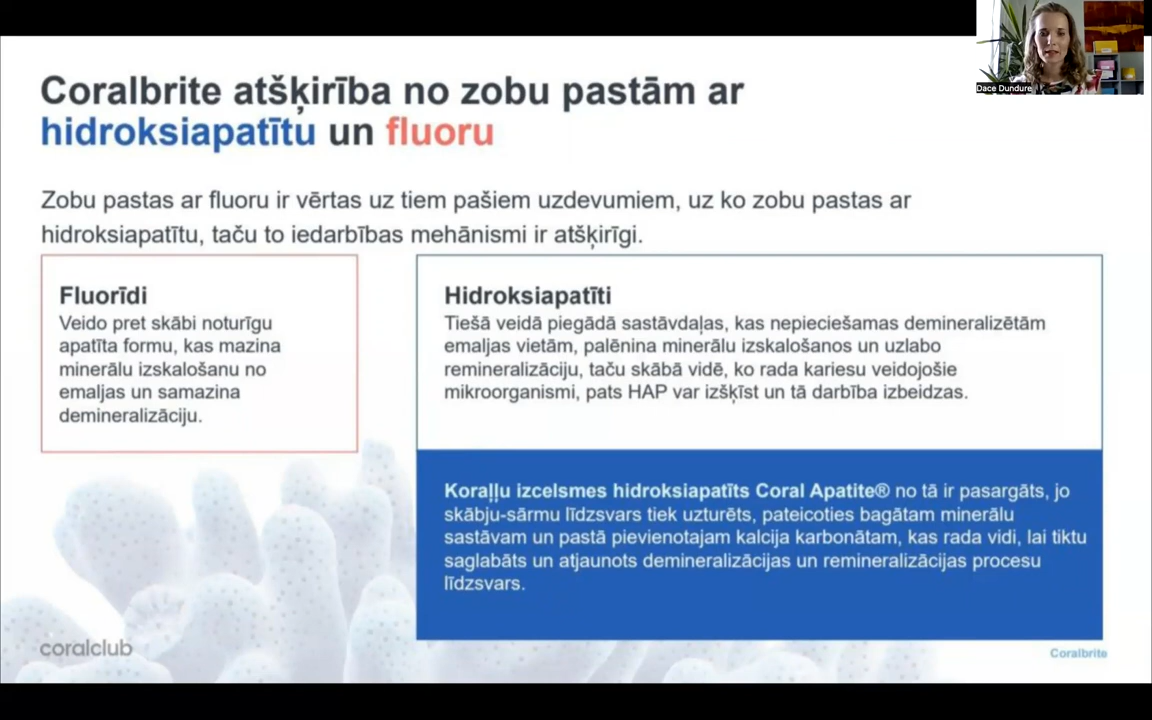 Dace Dundure
Coralbrite atšķirība no zobu pastām ar
hidroksiapatītu un fluoru
Zobu pastas ar fluoru ir vērtas uz tiem pašiem uzdevumiem, uz ko zobu pastas ar
hidroksiapatītu, taču to iedarbības mehānismi ir atšķirīgi.
Fluorīdi
Veido pret skābi noturīgu
apatīta formu, kas mazina
minerālu izskalošanu no
emaljas un samazina
demineralizāciju.
Hidroksiapatīti
Tiešā veidā piegādā sastāvdaļas, kas nepieciešamas demineralizētām
emaljas vietām, palēnina minerālu izskalošanos un uzlabo
remineralizāciju, taču skābā vidē, ko rada kariesu veidojošie
mikroorganismi, pats HAP var izšķīst un tā darbība izbeidzas.
Koraļļu izcelsmes hidroksiapatīts Coral Apatite® no tā ir pasargāts, jo
skābju-sārmu līdzsvars tiek uzturēts, pateicoties bagātam minerālu
sastāvam un pastā pievienotajam kalcija karbonātam, kas rada vidi, lai tiktu
saglabāts un atjaunots demineralizācijas un remineralizācijas procesu
līdzsvars.
coralclub
Coralbrite